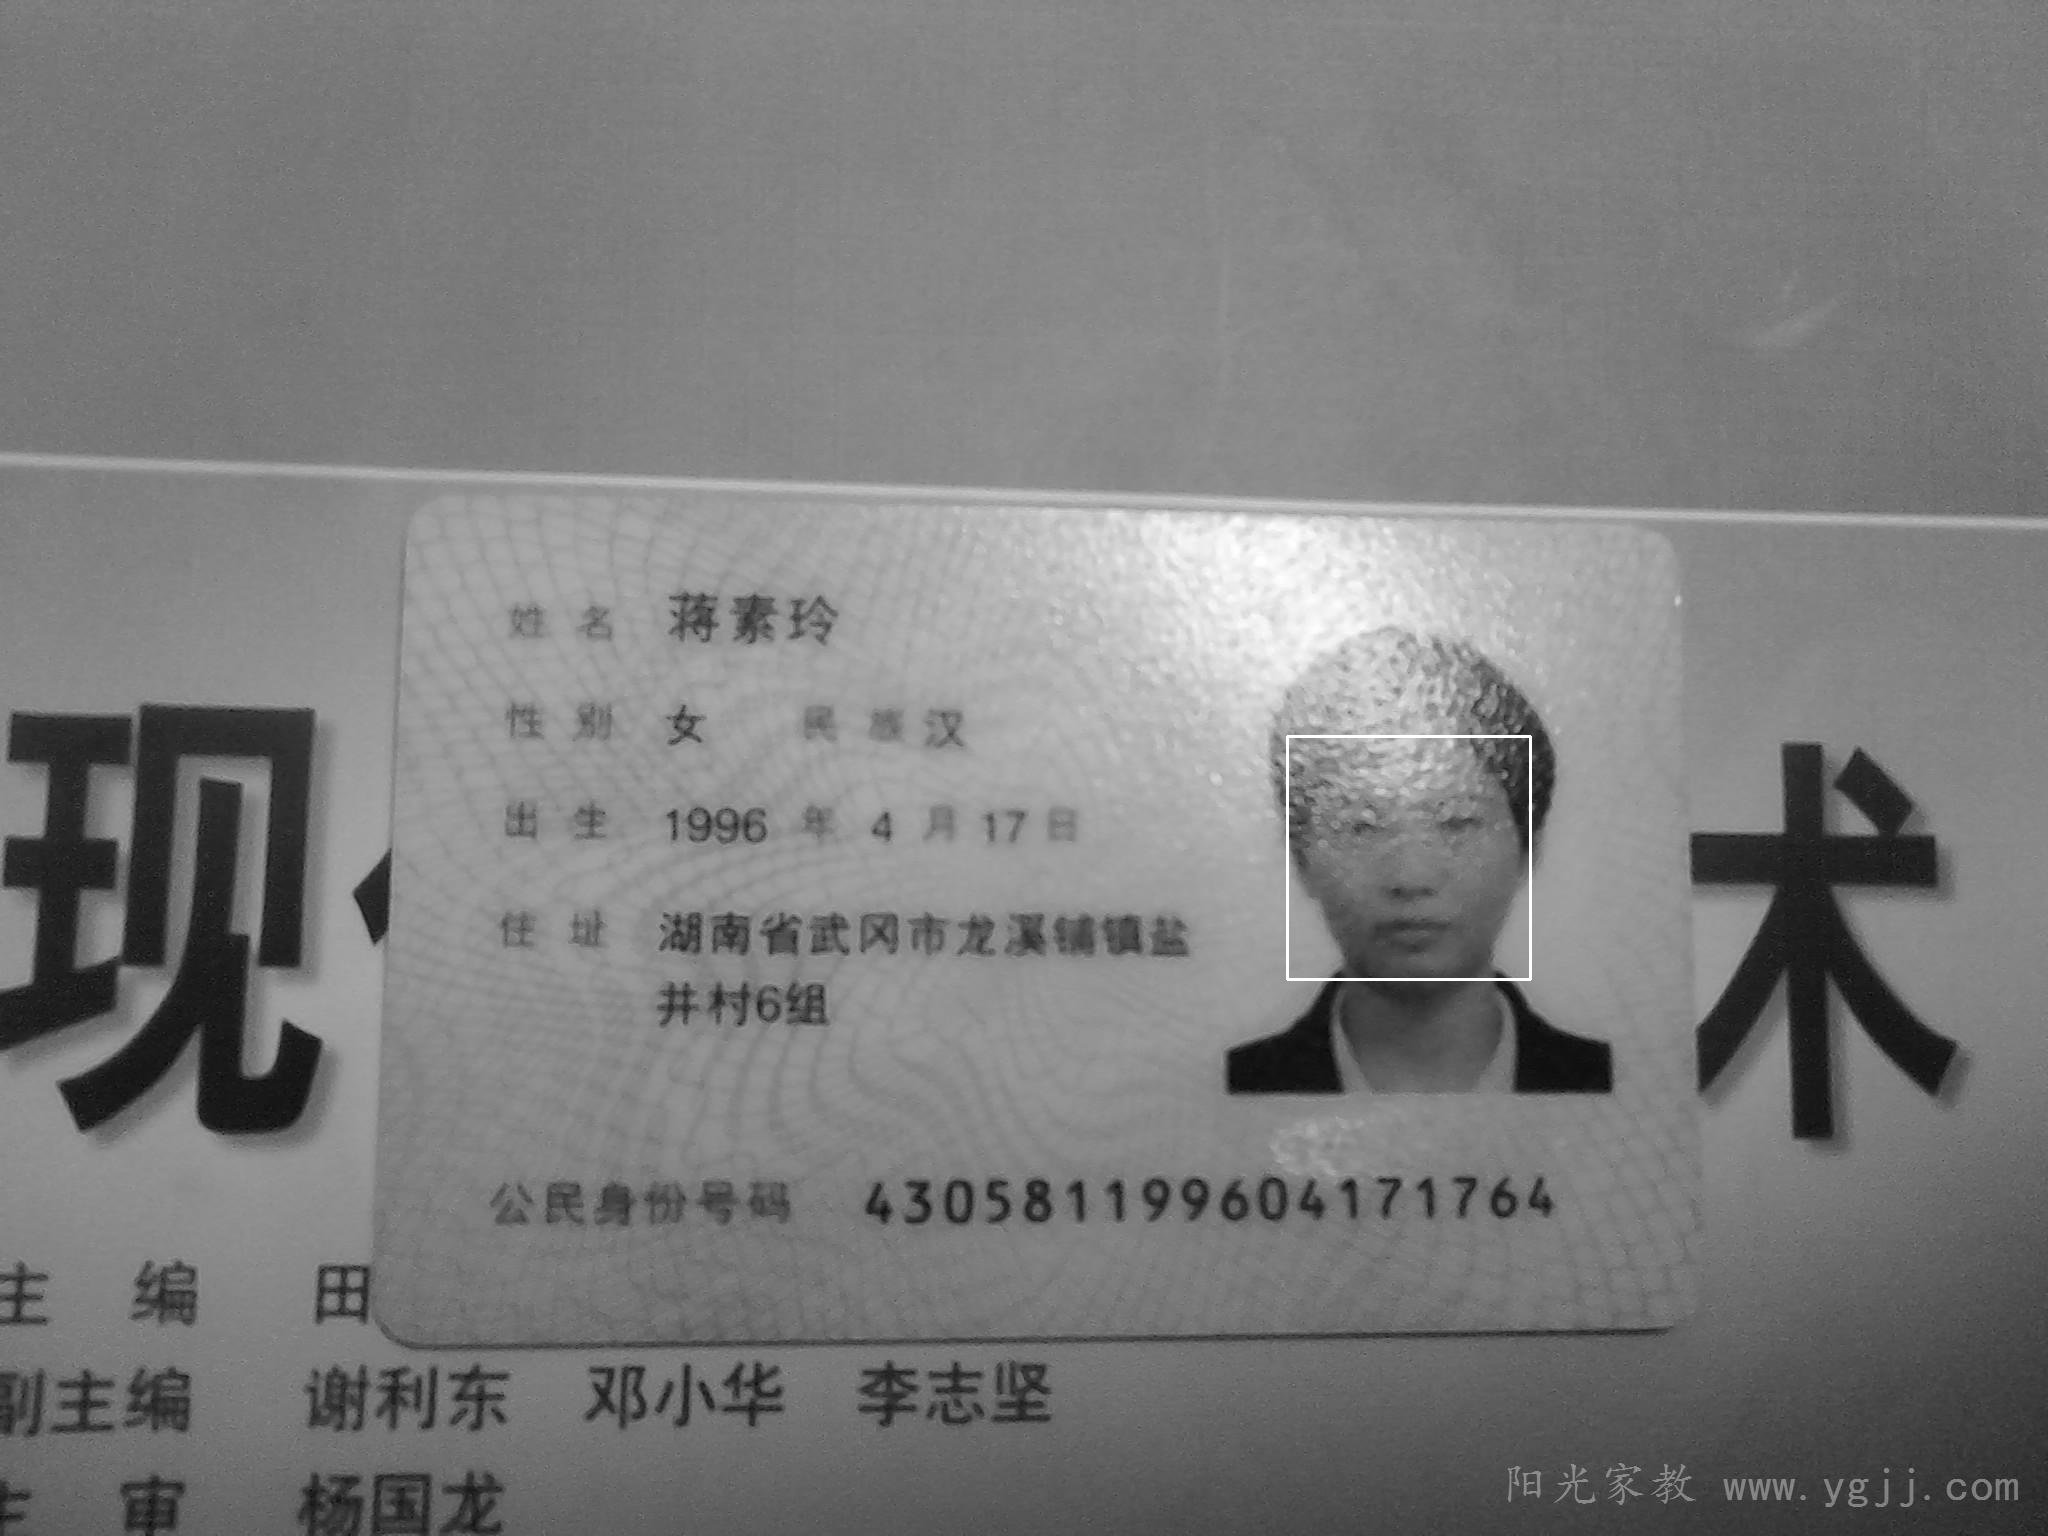 姓名 蒋素玲
性别 女 民族 汉
出生 1996 年 4 月 17 日
住址 湖南省武冈市龙溪铺镇盐
井村6组
公民身份号码 430581199604171764
现 术
主 编 田
副主编 谢利东 邓小华 李志坚
主 审 杨国龙
阳光家教 www.ygjj.com